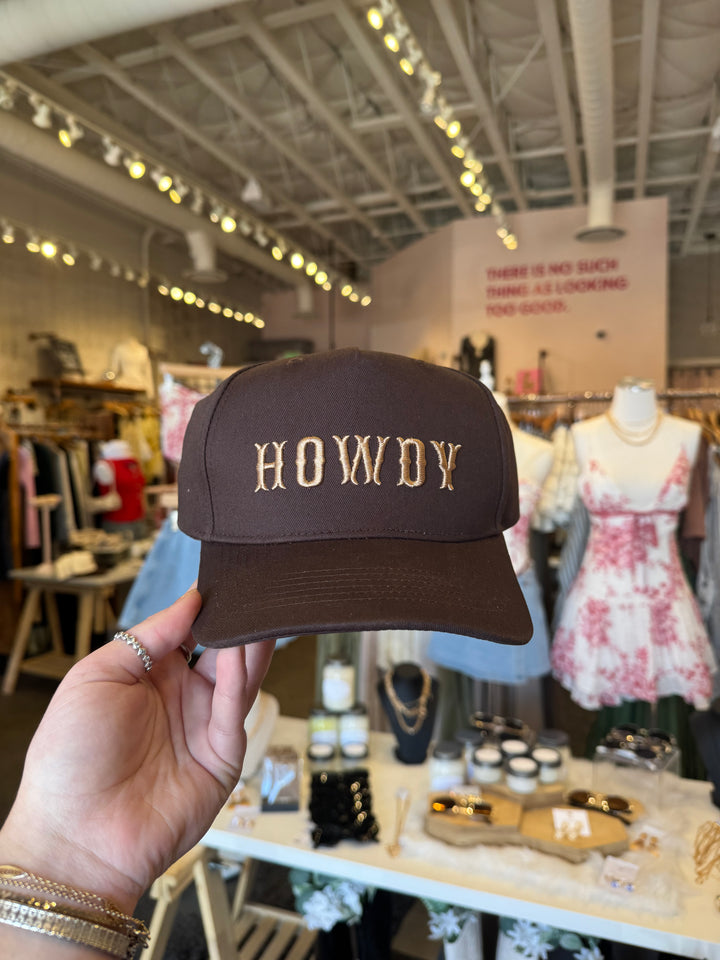 THERE IS NO SUCH
THING AS LOOKING
TOO GOOD.
HOWDY